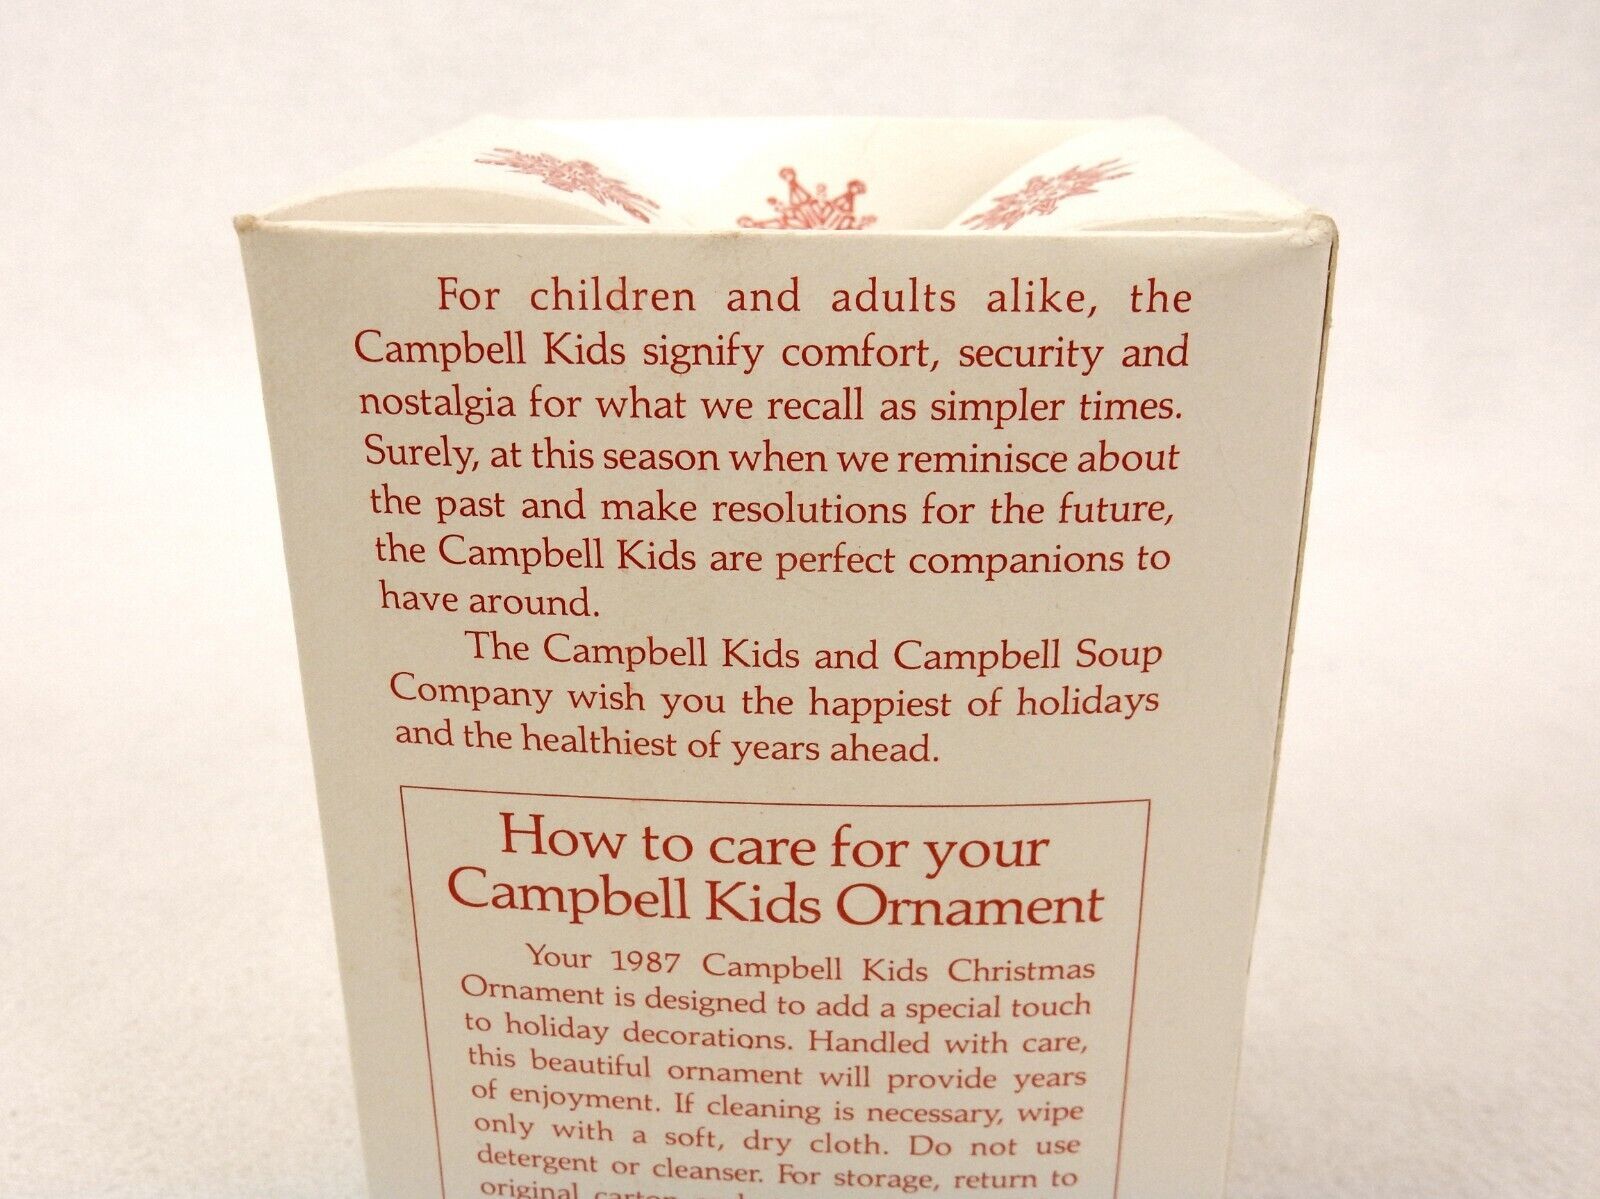 For children and adults alike, the
Campbell Kids signify comfort, security and
nostalgia for what we recall as simpler times.
Surely, at this season when we reminisce about
the past and make resolutions for the future,
the Campbell Kids are perfect companions to
have around.
The Campbell Kids and Campbell Soup
Company wish you the happiest of holidays
and the healthiest of years ahead.
How to care for your
Campbell Kids Ornament
Your 1987 Campbell Kids Christmas
Ornament is designed to add a special touch
to holiday decorations. Handled with care,
this beautiful ornament will provide years
of enjoyment. If cleaning is necessary, wipe
only with a soft, dry cloth. Do not use
detergent or cleanser. For storage, return to
original carton